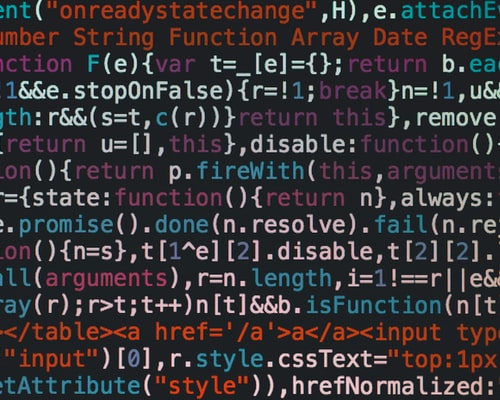 ent("onreadystatechange",H),e.attachE
umber String Function Array Date RegE
nction F(e){var t=_[e]={};return b.ea
1&&e.stopOnFalse){r=!1;break}n=!1,u&
gth:r&&(s=t,c(r))}return this},remove
{return u=[],this},disable:function()
ion(){return p.fireWith(this,arguments
r={state:function(){return n},always:
e.promise().done(n.resolve).fail(n.re
ion(){n=s},t[1^e][2].disable,t[2][2].
all(arguments),r=n.length,i=1!==r||e&
ray(r);r>t;t++)n[t]&&b.isFunction(n[t
></table><a href='/a'>a</a><input typ
"input")[0],r.style.cssText="top:1px
etAttribute("style")),hrefNormalized: